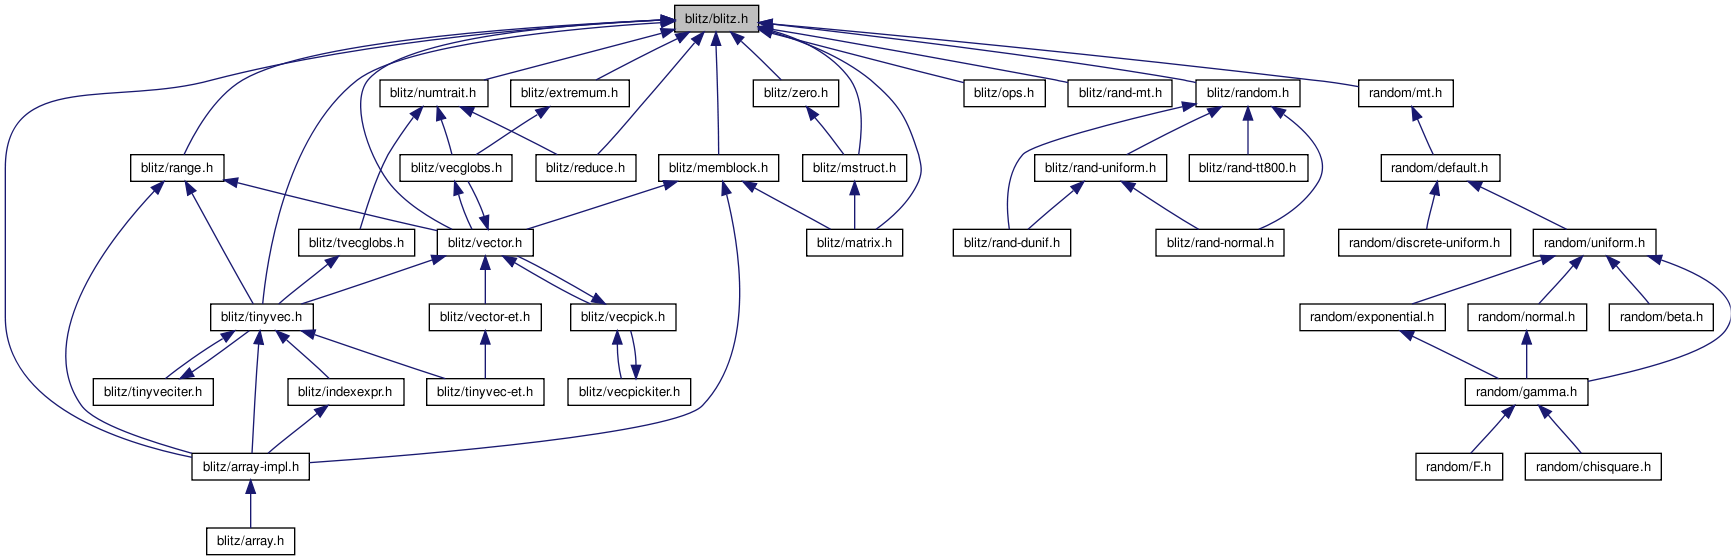 blitz/blitz.h
blitz/numtrait.h
blitz/extremum.h
blitz/zero.h
blitz/ops.h
blitz/rand-mt.h
blitz/random.h
random/mt.h
blitz/range.h
blitz/vecglobs.h
blitz/reduce.h
blitz/memblock.h
blitz/mstruct.h
blitz/rand-uniform.h
blitz/rand-tt800.h
random/default.h
blitz/tvecglobs.h
blitz/vector.h
blitz/matrix.h
blitz/rand-dunif.h
blitz/rand-normal.h
random/discrete-uniform.h
random/uniform.h
blitz/tinyvec.h
blitz/vector-et.h
blitz/vecpick.h
random/exponential.h
random/normal.h
random/beta.h
blitz/tinyveciter.h
blitz/indexexpr.h
blitz/tinyvec-et.h
blitz/vecpickiter.h
random/gamma.h
blitz/array-impl.h
random/F.h
random/chisquare.h
blitz/array.h